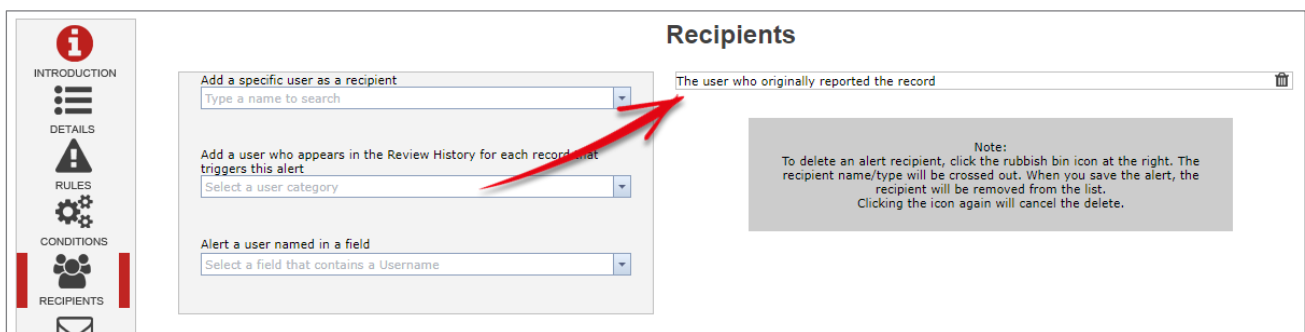 Recipients
INTRODUCTION
DETAILS
RULES
CONDITIONS
RECIPIENTS
Add a specific user as a recipient
Type a name to search
Add a user who appears in the Review History for each record that
triggers this alert
Select a user category
Alert a user named in a field
Select a field that contains a Username
The user who originally reported the record
Note:
To delete an alert recipient, click the rubbish bin icon at the right. The
recipient name/type will be crossed out. When you save the alert, the
recipient will be removed from the list.
Clicking the icon again will cancel the delete.